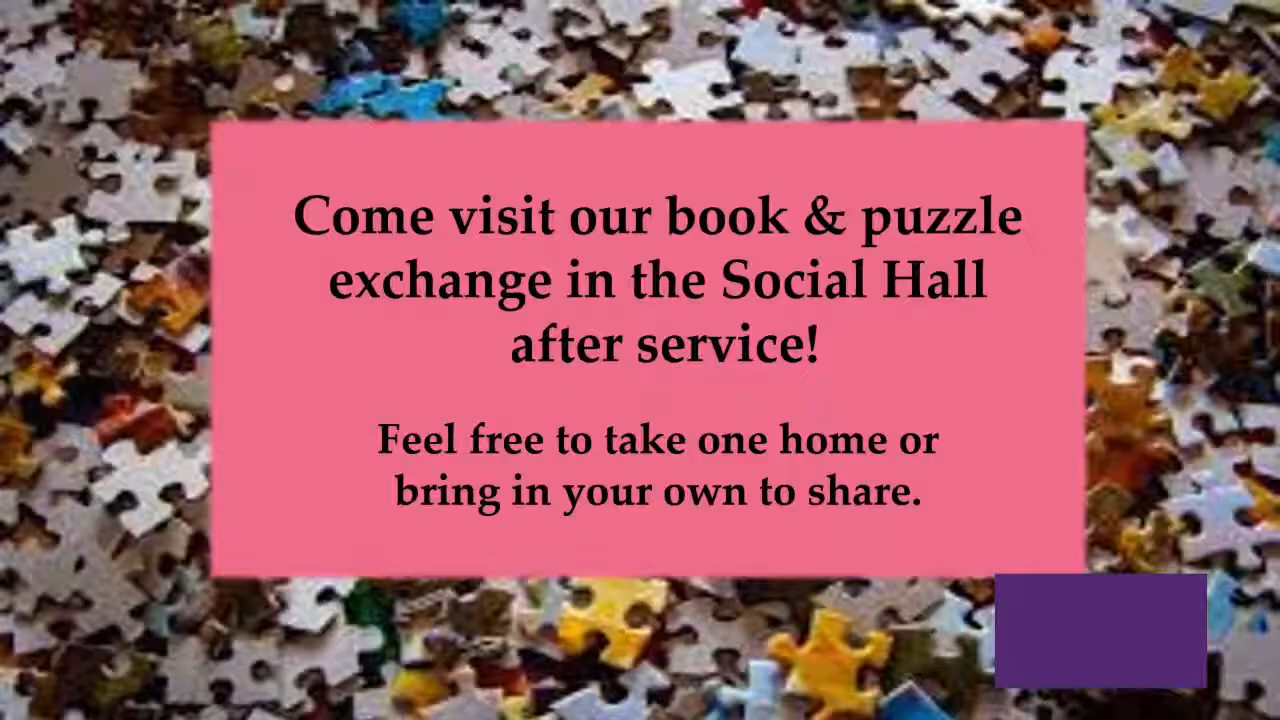 Come visit our book & puzzle
exchange in the Social Hall
after service!
Feel free to take one home or
bring in your own to share.